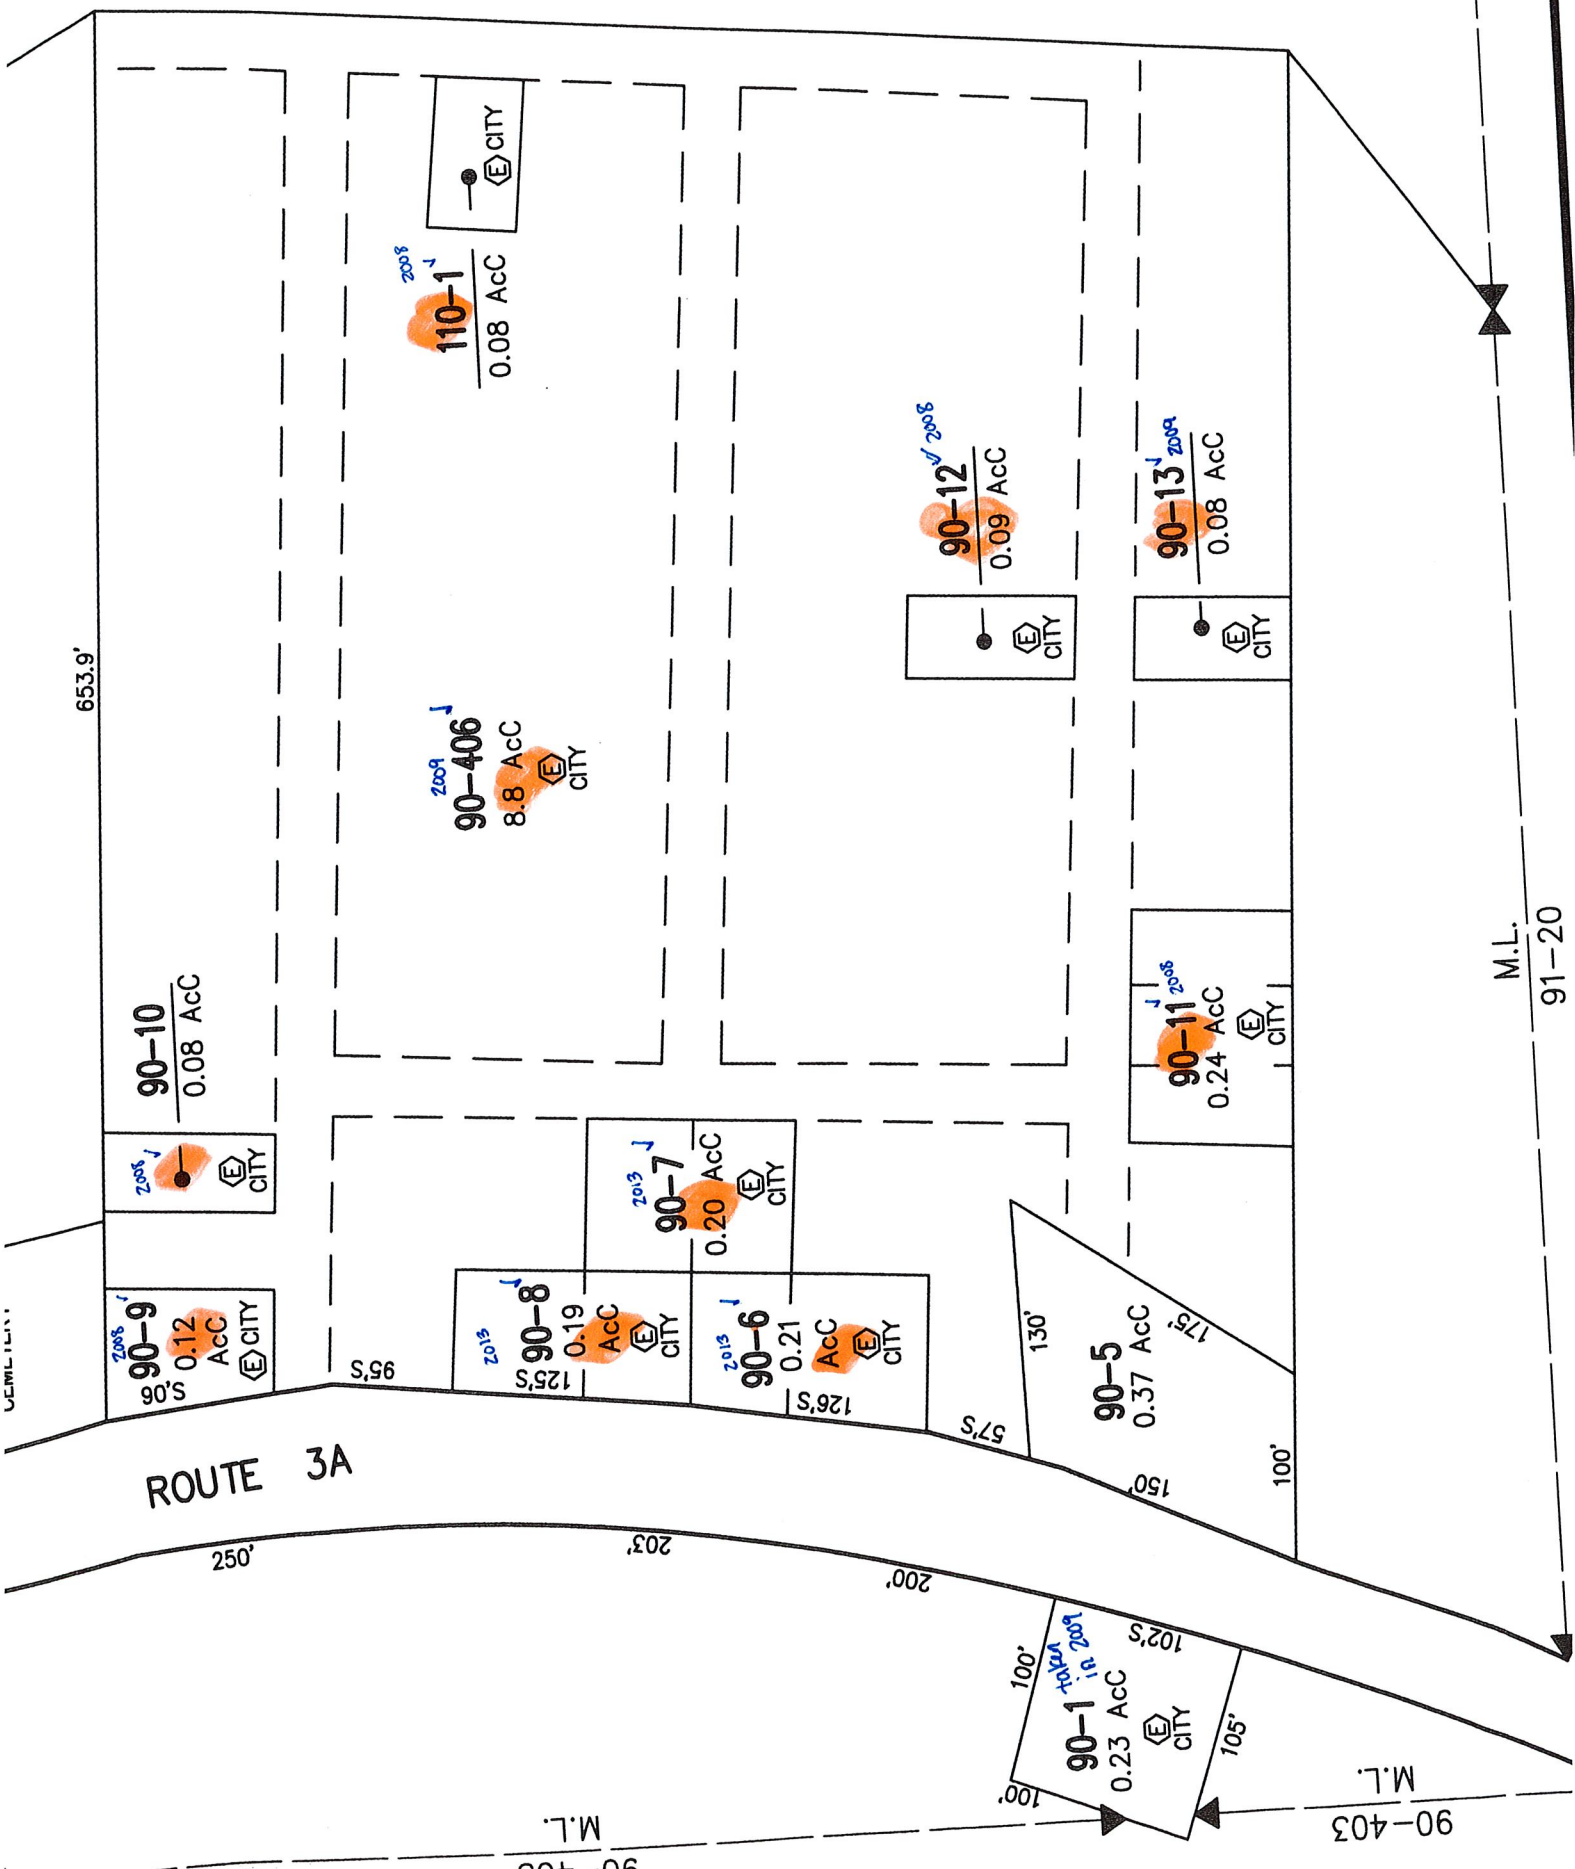 653.9'
CITY
E
2008
110-1
0.08 AcC
90-12
2008
0.09 AcC
E
CITY
90-13
2009
0.08 AcC
E
CITY
2009
90-406
8.8 AcC
E
CITY
90-10
0.08 AcC
2008
E
CITY
90-11
2008
0.24 AcC
E
CITY
2013
90-7
0.20 AcC
E
CITY
2008
90-9
0.12
AcC
E CITY
90'S
95'S
2013
90-8
0.19
AcC
E
CITY
125'S
2013
90-6
0.21
AcC
E
CITY
126'S
57'S
130'
175'
90-5
0.37 AcC
150'
100'
ROUTE 3A
250'
203'
200'
102'S
100'
90-1
taken
in 2009
0.23 AcC
E
CITY
105'
100'
M.L.
M.L.
90-403
M.L.
91-20